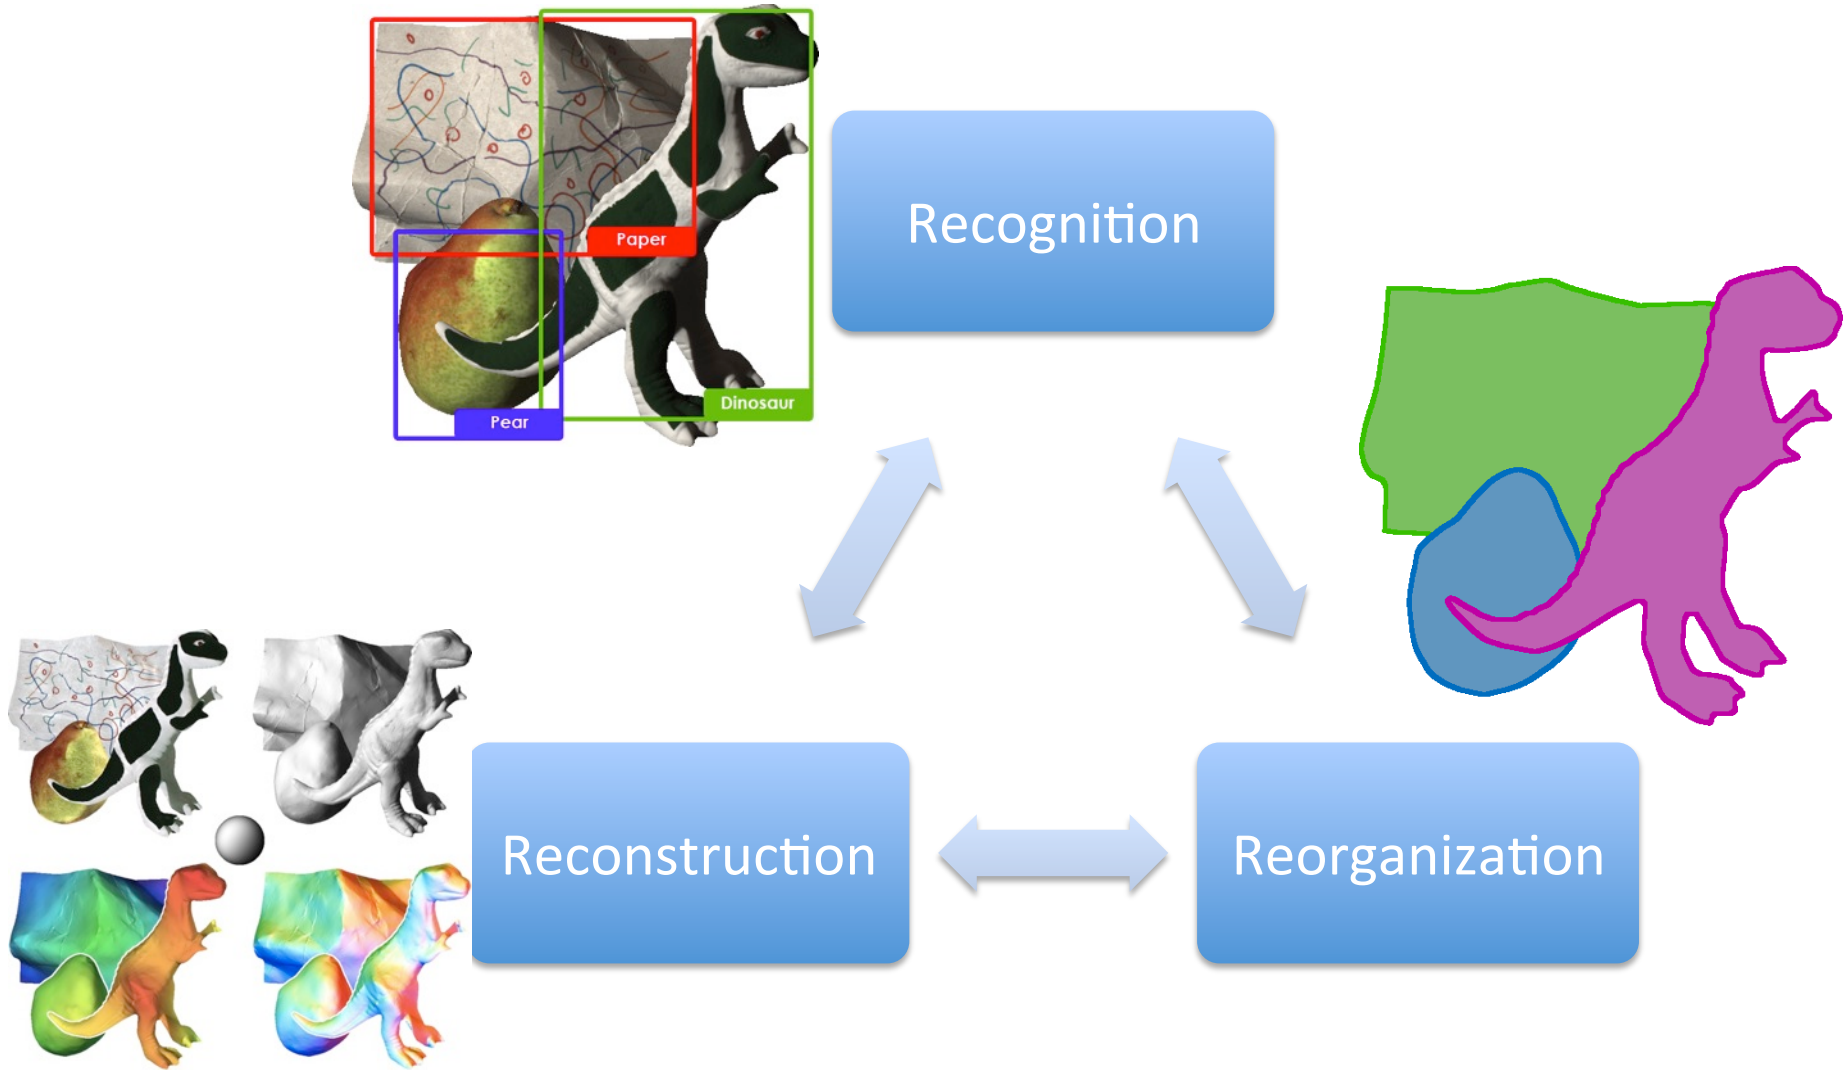 Paper
Recognition
Dinosaur
Pear
Reconstruction
Reorganization